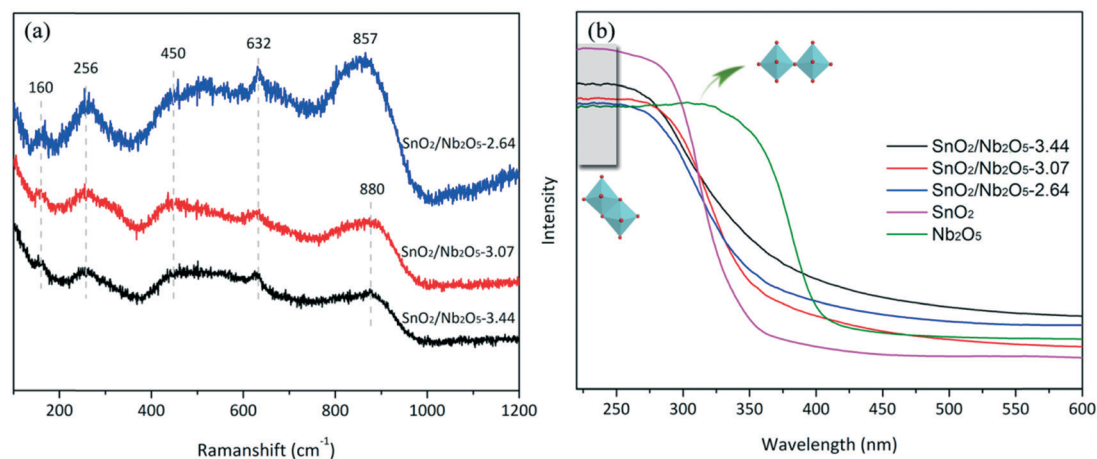 (a)
160
256
450
632
857
880
SnO₂/Nb₂O₅-2.64
SnO₂/Nb₂O₅-3.07
SnO₂/Nb₂O₅-3.44
200
400
600
800
1000
1200
Ramanshift (cm⁻¹)
(b)
Intensity
SnO₂/Nb₂O₅-3.44
SnO₂/Nb₂O₅-3.07
SnO₂/Nb₂O₅-2.64
SnO₂
Nb₂O₅
250
300
350
400
450
500
550
600
Wavelength (nm)